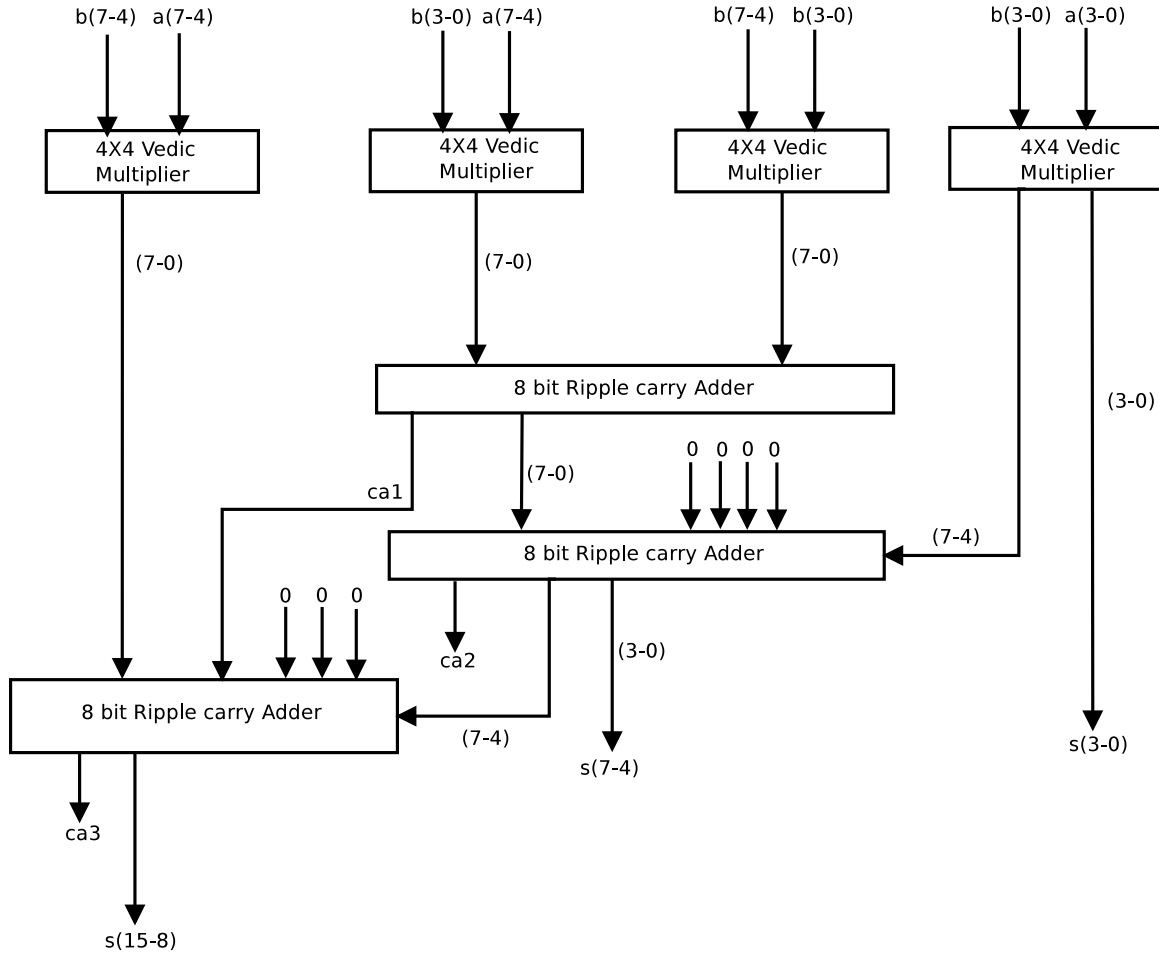 b(7-4) a(7-4)
b(3-0) a(7-4)
b(7-4) b(3-0)
b(3-0) a(3-0)
4X4 Vedic
Multiplier
4X4 Vedic
Multiplier
4X4 Vedic
Multiplier
4X4 Vedic
Multiplier
(7-0)
(7-0)
(7-0)
8 bit Ripple carry Adder
(3-0)
0 0 0 0
(7-0)
ca1
(7-4)
8 bit Ripple carry Adder
0 0 0
(3-0)
ca2
8 bit Ripple carry Adder
(7-4)
s(3-0)
s(7-4)
ca3
s(15-8)